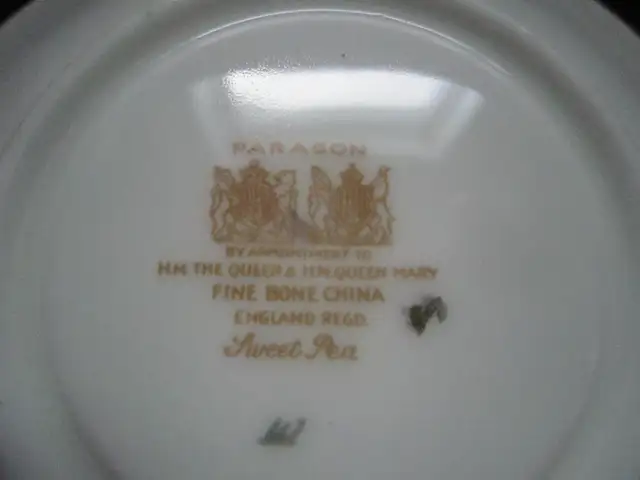 PARAGON
BY APPOINTMENT TO
H.M. THE QUEEN & H.M. QUEEN MARY
FINE BONE CHINA
ENGLAND REGD.
Sweet Pea